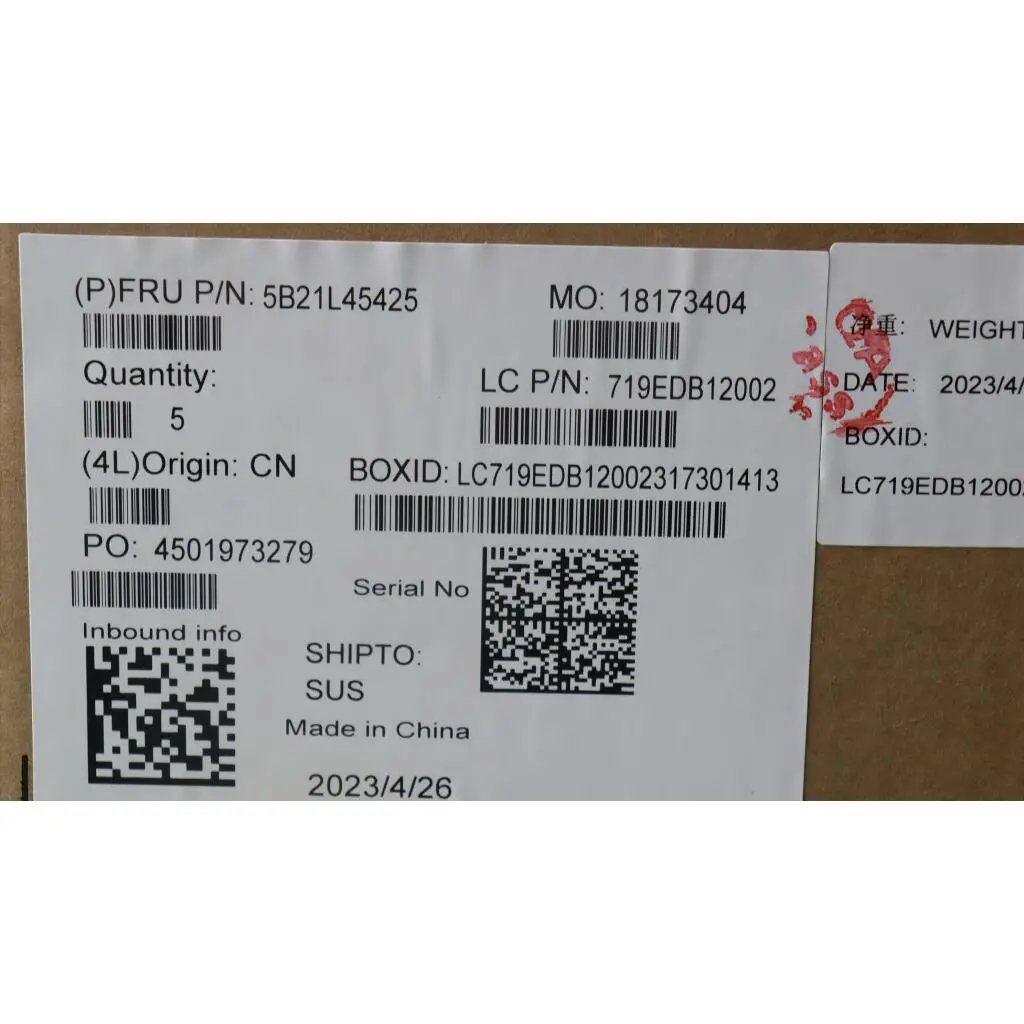 (P)FRU P/N: 5B21L45425
MO: 18173404
Quantity:
5
LC P/N: 719EDB12002
(4L)Origin: CN
BOXID: LC719EDB12002317301413
PO: 4501973279
Serial No
Inbound info
SHIPTO:
SUS
Made in China
2023/4/26
净重: WEIGHT
DATE: 2023/4/
BOXID:
LC719EDB1200